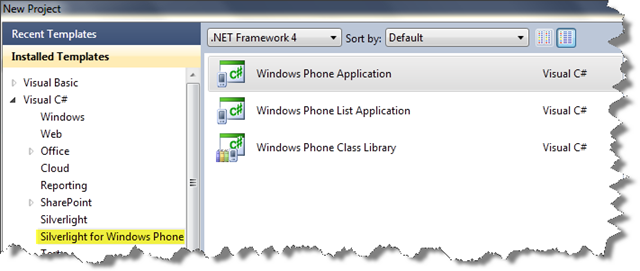 New Project
Recent Templates
.NET Framework 4 Sort by: Default
Installed Templates
Visual Basic
Visual C#
Windows
Web
Office
Cloud
Reporting
SharePoint
Silverlight
Silverlight for Windows Phone
C# Windows Phone Application Visual C#
C# Windows Phone List Application Visual C#
C# Windows Phone Class Library Visual C#